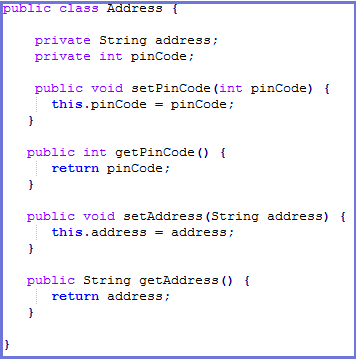 public class Address {
private String address;
private int pinCode;
public void setPinCode(int pinCode) {
this.pinCode = pinCode;
}
public int getPinCode() {
return pinCode;
}
public void setAddress(String address) {
this.address = address;
}
public String getAddress() {
return address;
}
}